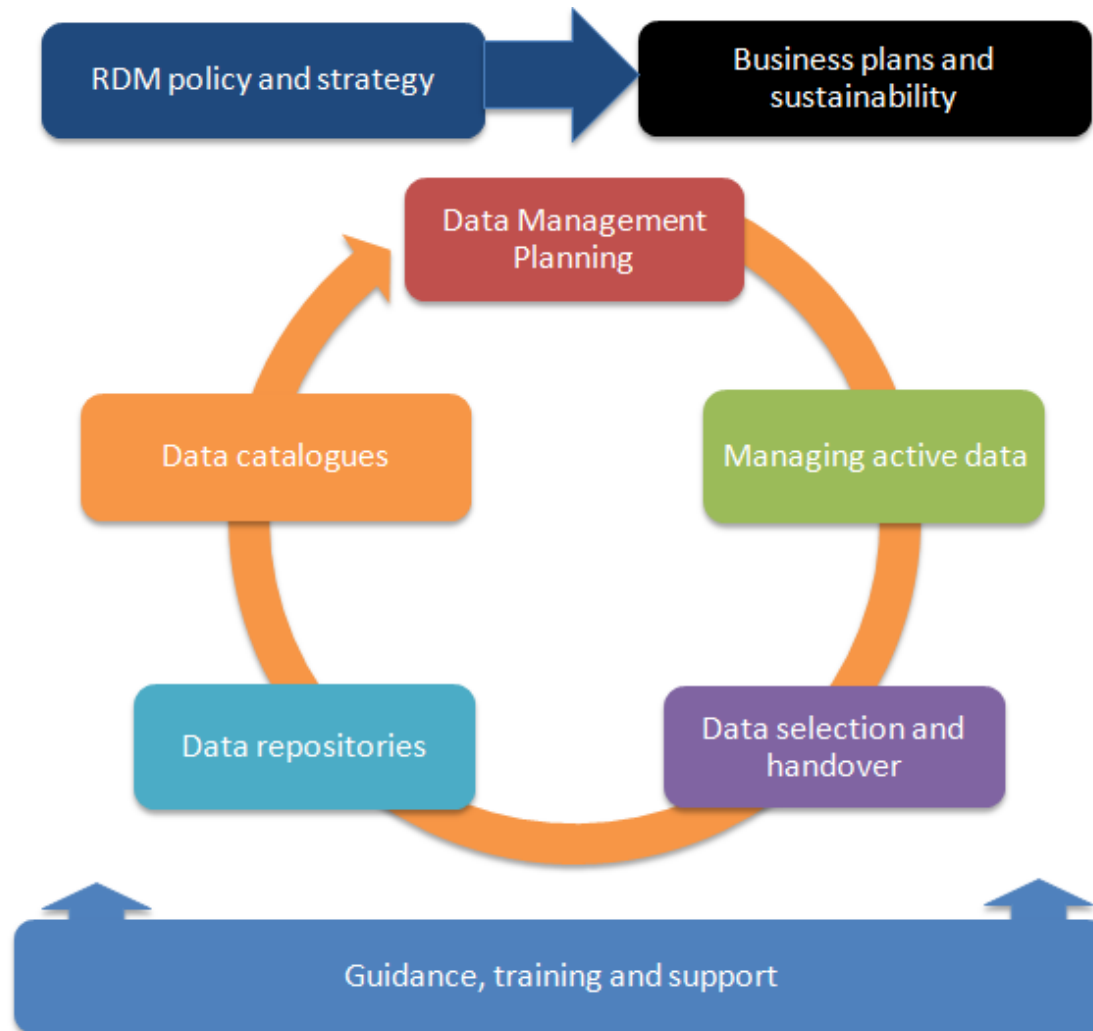 RDM policy and strategy
Business plans and
sustainability
Data Management
Planning
Data catalogues
Managing active data
Data repositories
Data selection and
handover
Guidance, training and support